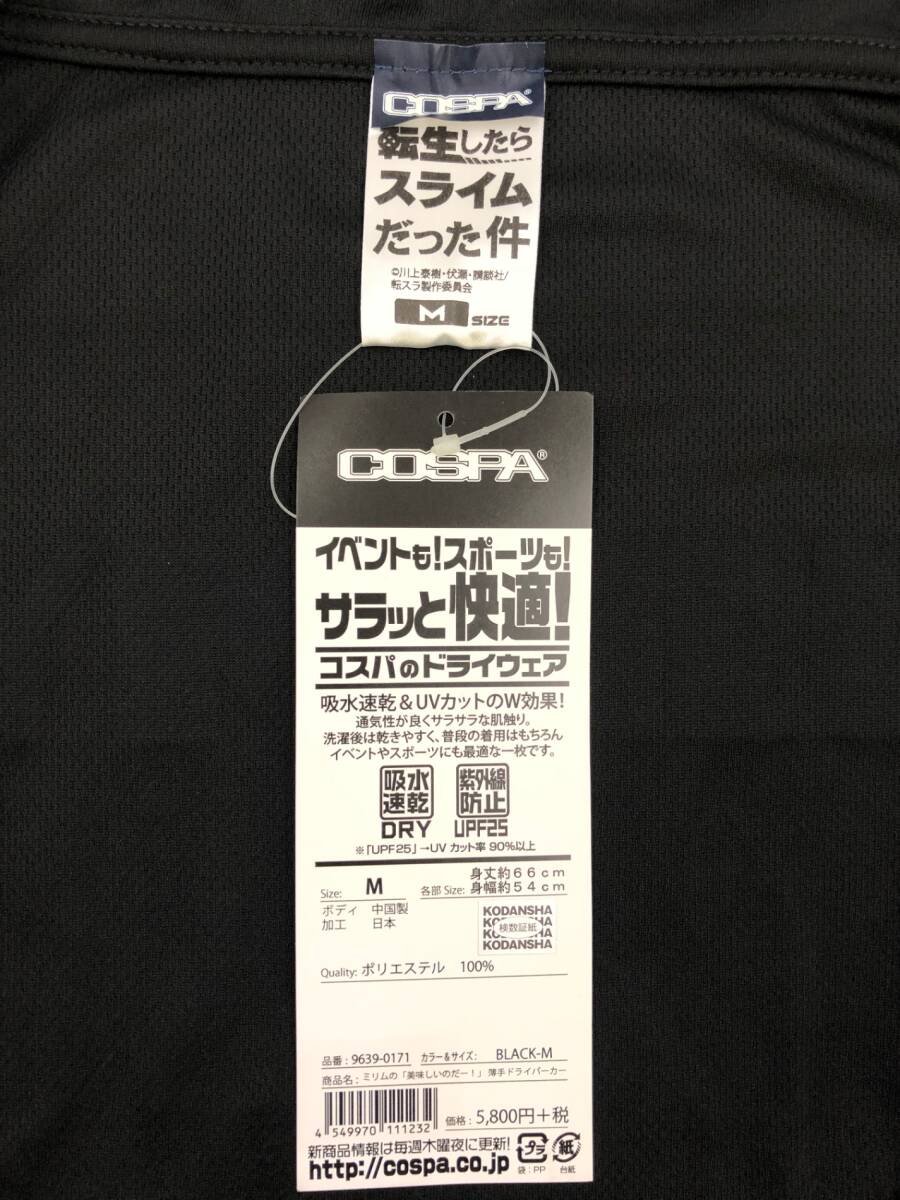 COSPA®
転生したら
スライム
だった件
©川上泰樹・伏瀬・講談社/
転スラ製作委員会
M SIZE
COSPA®
イベントも!スポーツも!
サラッと快適!
コスパのドライウェア
吸水速乾&UVカットのW効果!
通気性が良くサラサラな肌触り。
洗濯後は乾きやすく、普段の着用はもちろん
イベントやスポーツにも最適な一枚です。
吸水速乾 紫外線防止
DRY UPF25
※「UPF25」→UV カット率 90%以上
Size: M 各部 Size: 身丈約66cm
身幅約54cm
ボディ 中国製
加工 日本
KODANSHA
検数証紙
KODANSHA
Quality: ポリエステル 100%
品番:9639-0171 カラー&サイズ: BLACK-M
商品名:ミリムの「美味しいのだー!」薄手ドライパーカー
4 549970 111232
価格:5,800円+税
新商品情報は毎週木曜夜に更新!
http://cospa.co.jp
プラ 紙
袋:PP 台紙